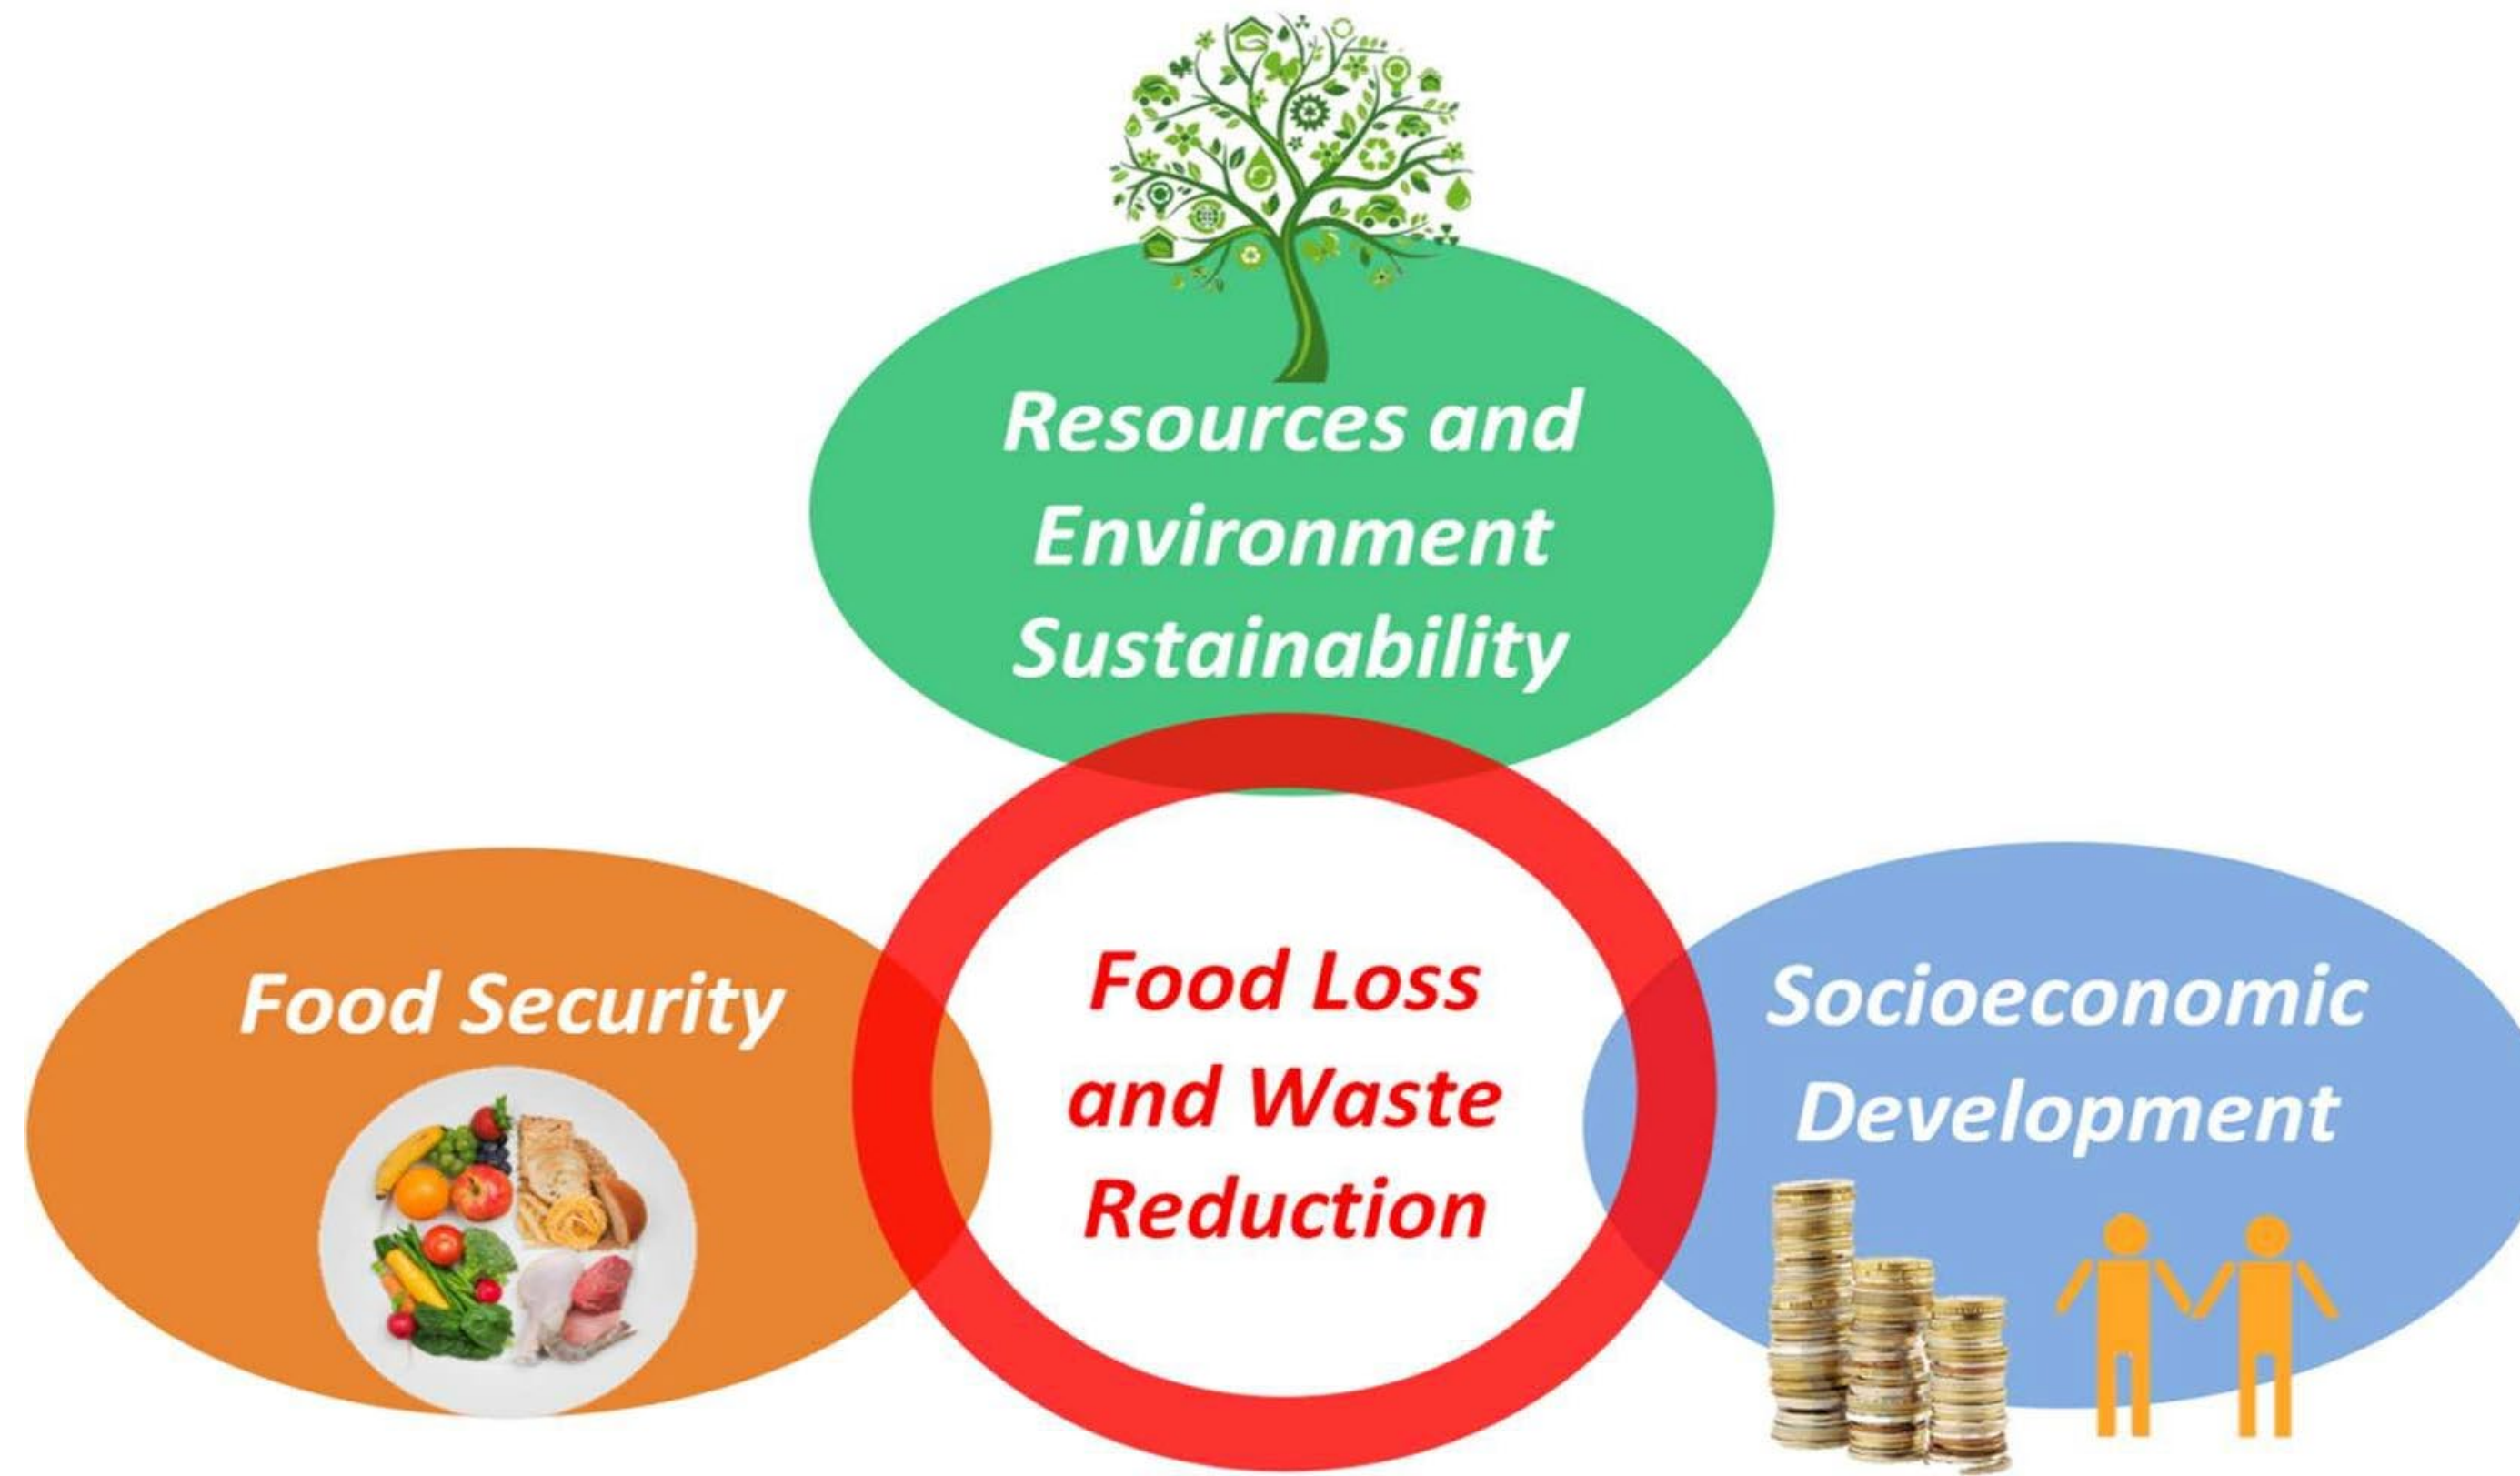 Resources and
Environment
Sustainability
Food Security
Food Loss
and Waste
Reduction
Socioeconomic
Development